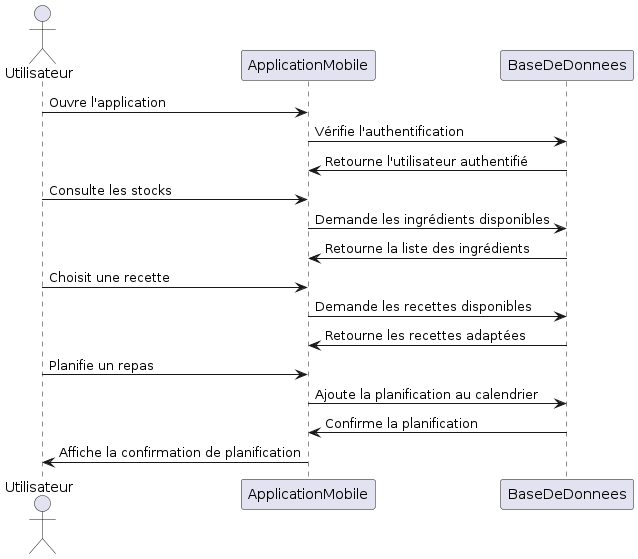 Utilisateur
ApplicationMobile
BaseDeDonnees
Ouvre l'application
Vérifie l'authentification
Retourne l'utilisateur authentifié
Consulte les stocks
Demande les ingrédients disponibles
Retourne la liste des ingrédients
Choisit une recette
Demande les recettes disponibles
Retourne les recettes adaptées
Planifie un repas
Ajoute la planification au calendrier
Confirme la planification
Affiche la confirmation de planification
Utilisateur
ApplicationMobile
BaseDeDonnees